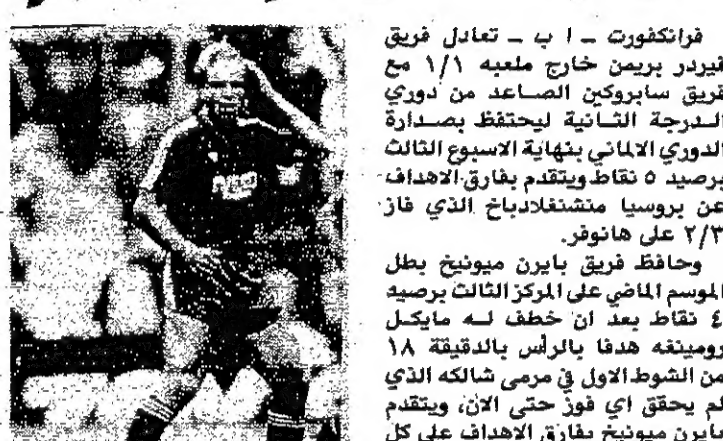 فرانكفورت ـ ا ب ـ تعادل فريق
فيردر بريمن خارج ملعبه ١/١ مع
فريق سابروكين الصاعد من دوري
الدرجة الثانية ليحتفظ بصدارة
الدوري الالماني بنهاية الاسبوع الثالث
برصيد ٥ نقاط ويتقدم بفارق الاهداف
عن بروسيا منشنغلادباخ الذي فاز
٢/٣ على هانوفر.
وحافظ فريق بايرن ميونيخ بطل
الموسم الماضي على المركز الثالث برصيد
٤ نقاط بعد ان خطف له مايكل
رومينغه هدفا بالرأس بالدقيقة ١٨
من الشوط الاول في مرمى شالكه الذي
لم يحقق اي فوز حتى الان، ويتقدم
بايرن ميونيخ بفارق الاهداف على كل